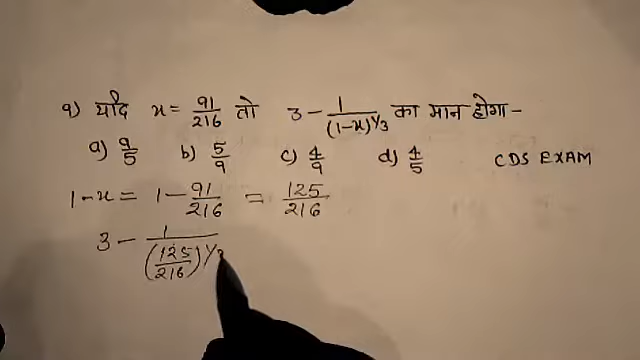 १) यदि x = 91/216 तो 3 - 1/(1-x)^1/3 का मान होगा -
a) 9/5 b) 5/9 c) 4/9 d) 4/5 CDS EXAM
1-x = 1 - 91/216 = 125/216
3 - 1/(125/216)^1/3